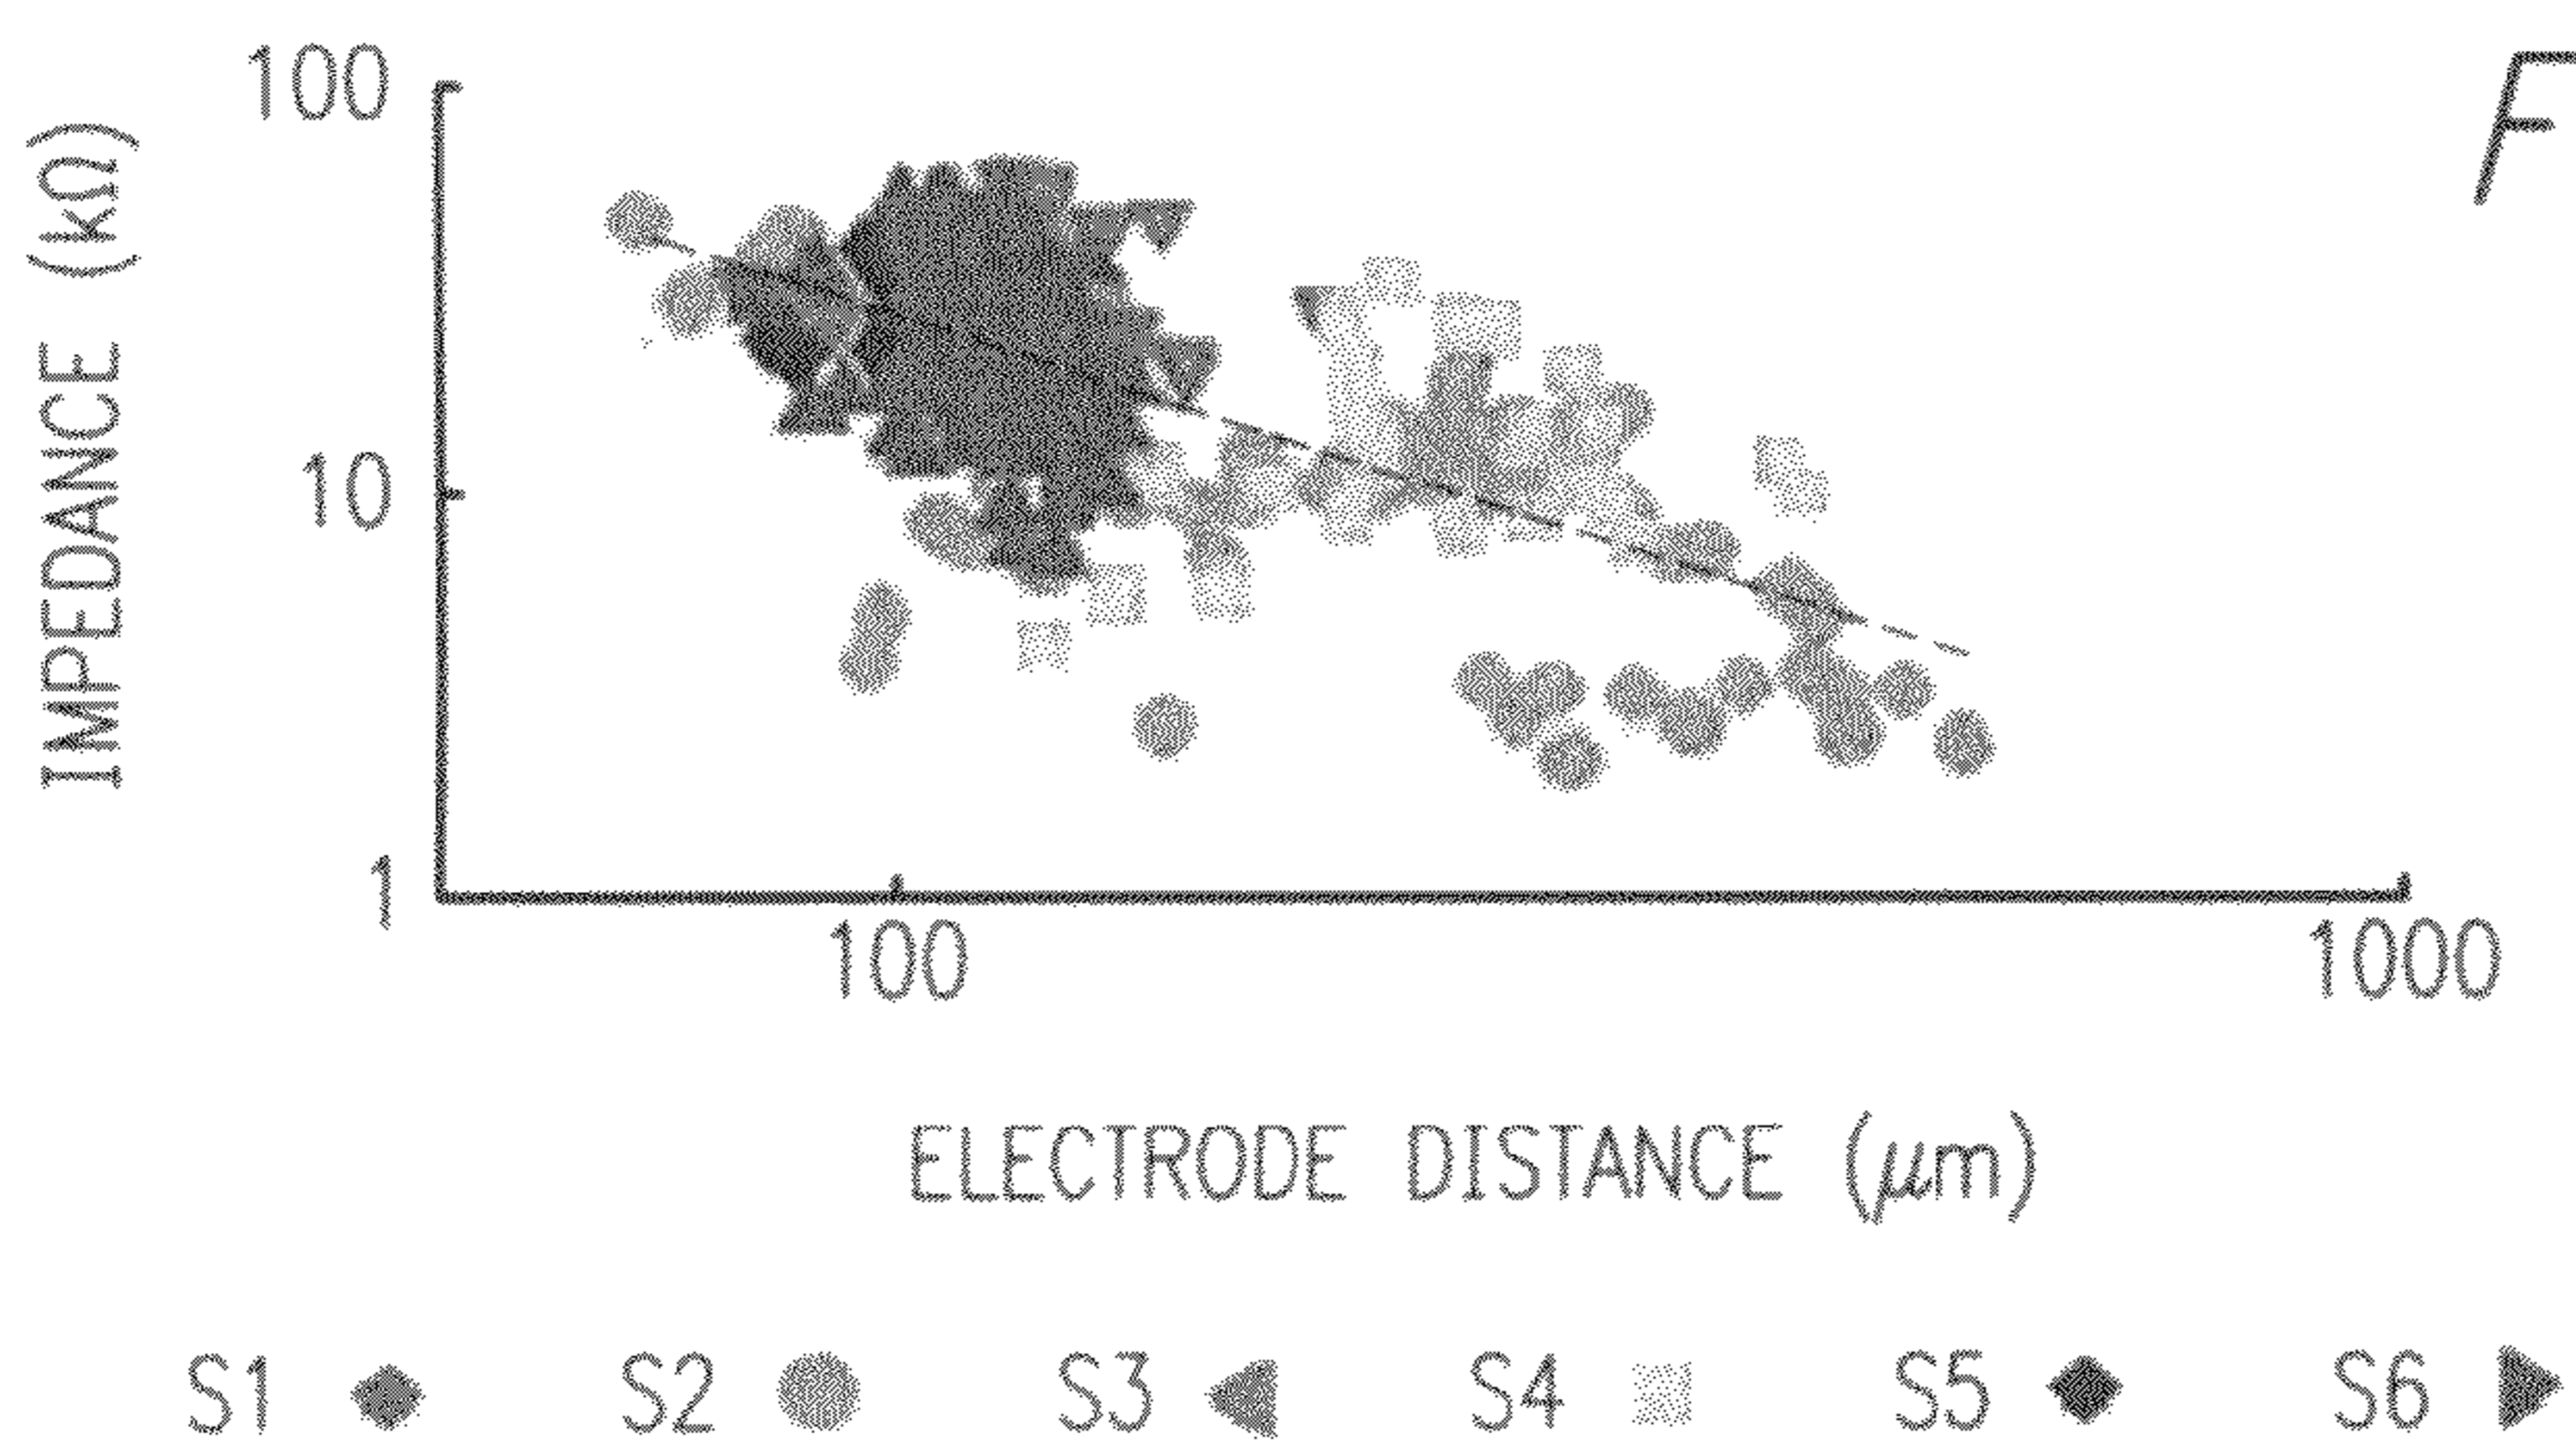 F
100
10
1
IMPEDANCE (kΩ)
100 1000
ELECTRODE DISTANCE (μm)
S1 S2 S3 S4 S5 S6